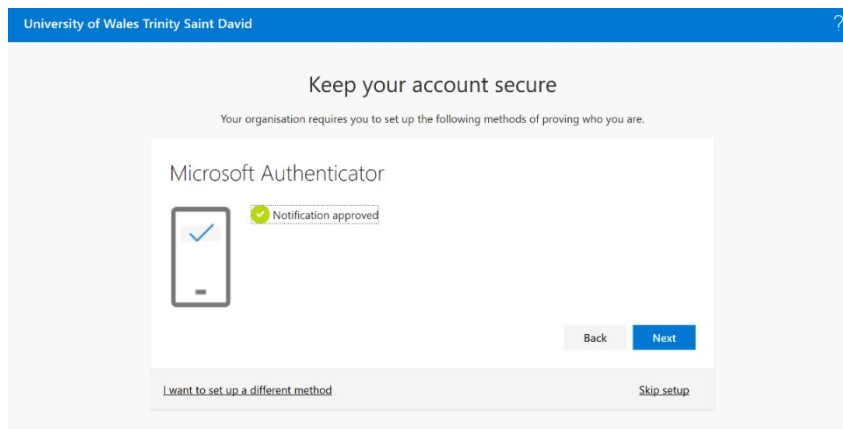 University of Wales Trinity Saint David
?
Keep your account secure
Your organisation requires you to set up the following methods of proving who you are.
Microsoft Authenticator
Notification approved
Back
Next
I want to set up a different method
Skip setup